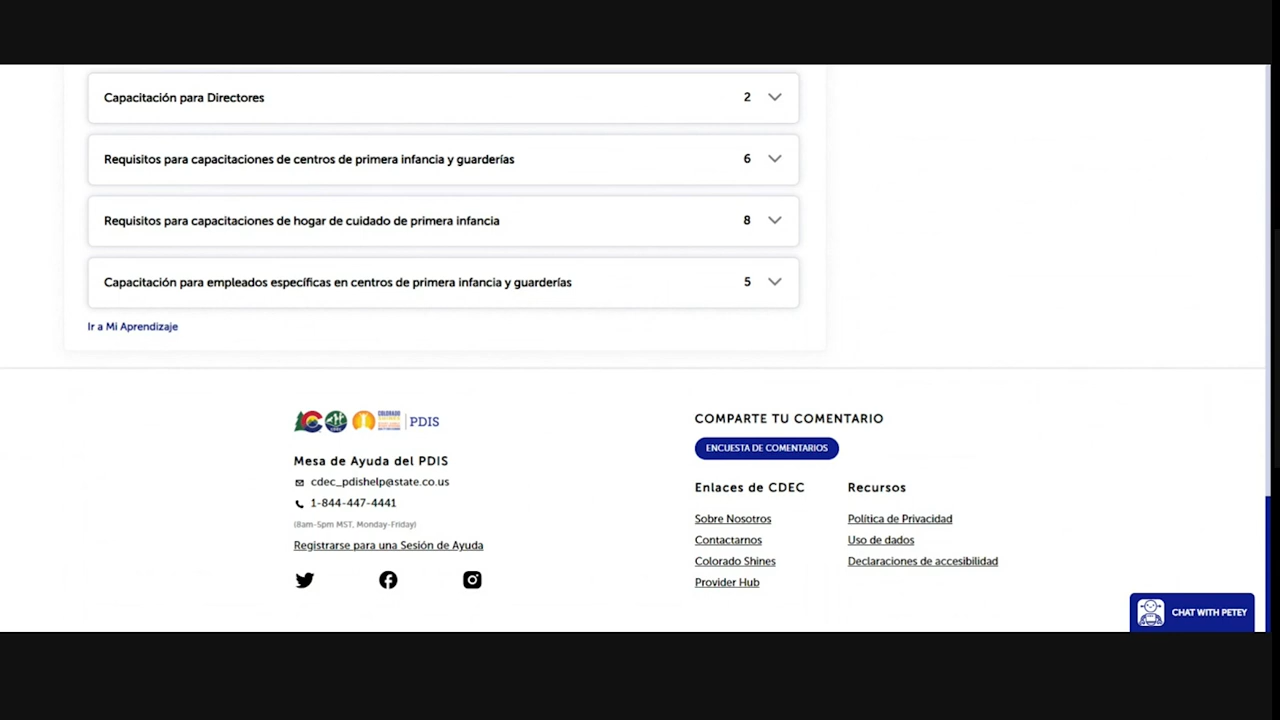 Capacitación para Directores 2
Requisitos para capacitaciones de centros de primera infancia y guarderías 6
Requisitos para capacitaciones de hogar de cuidado de primera infancia 8
Capacitación para empleados específicas en centros de primera infancia y guarderías 5
Ir a Mi Aprendizaje
PDIS
Mesa de Ayuda del PDIS
cdec_pdishelp@state.co.us
1-844-447-4441
(8am-5pm MST, Monday-Friday)
Registrarse para una Sesión de Ayuda
COMPARTE TU COMENTARIO
ENCUESTA DE COMENTARIOS
Enlaces de CDEC
Sobre Nosotros
Contactarnos
Colorado Shines
Provider Hub
Recursos
Política de Privacidad
Uso de dados
Declaraciones de accesibilidad
CHAT WITH PETEY